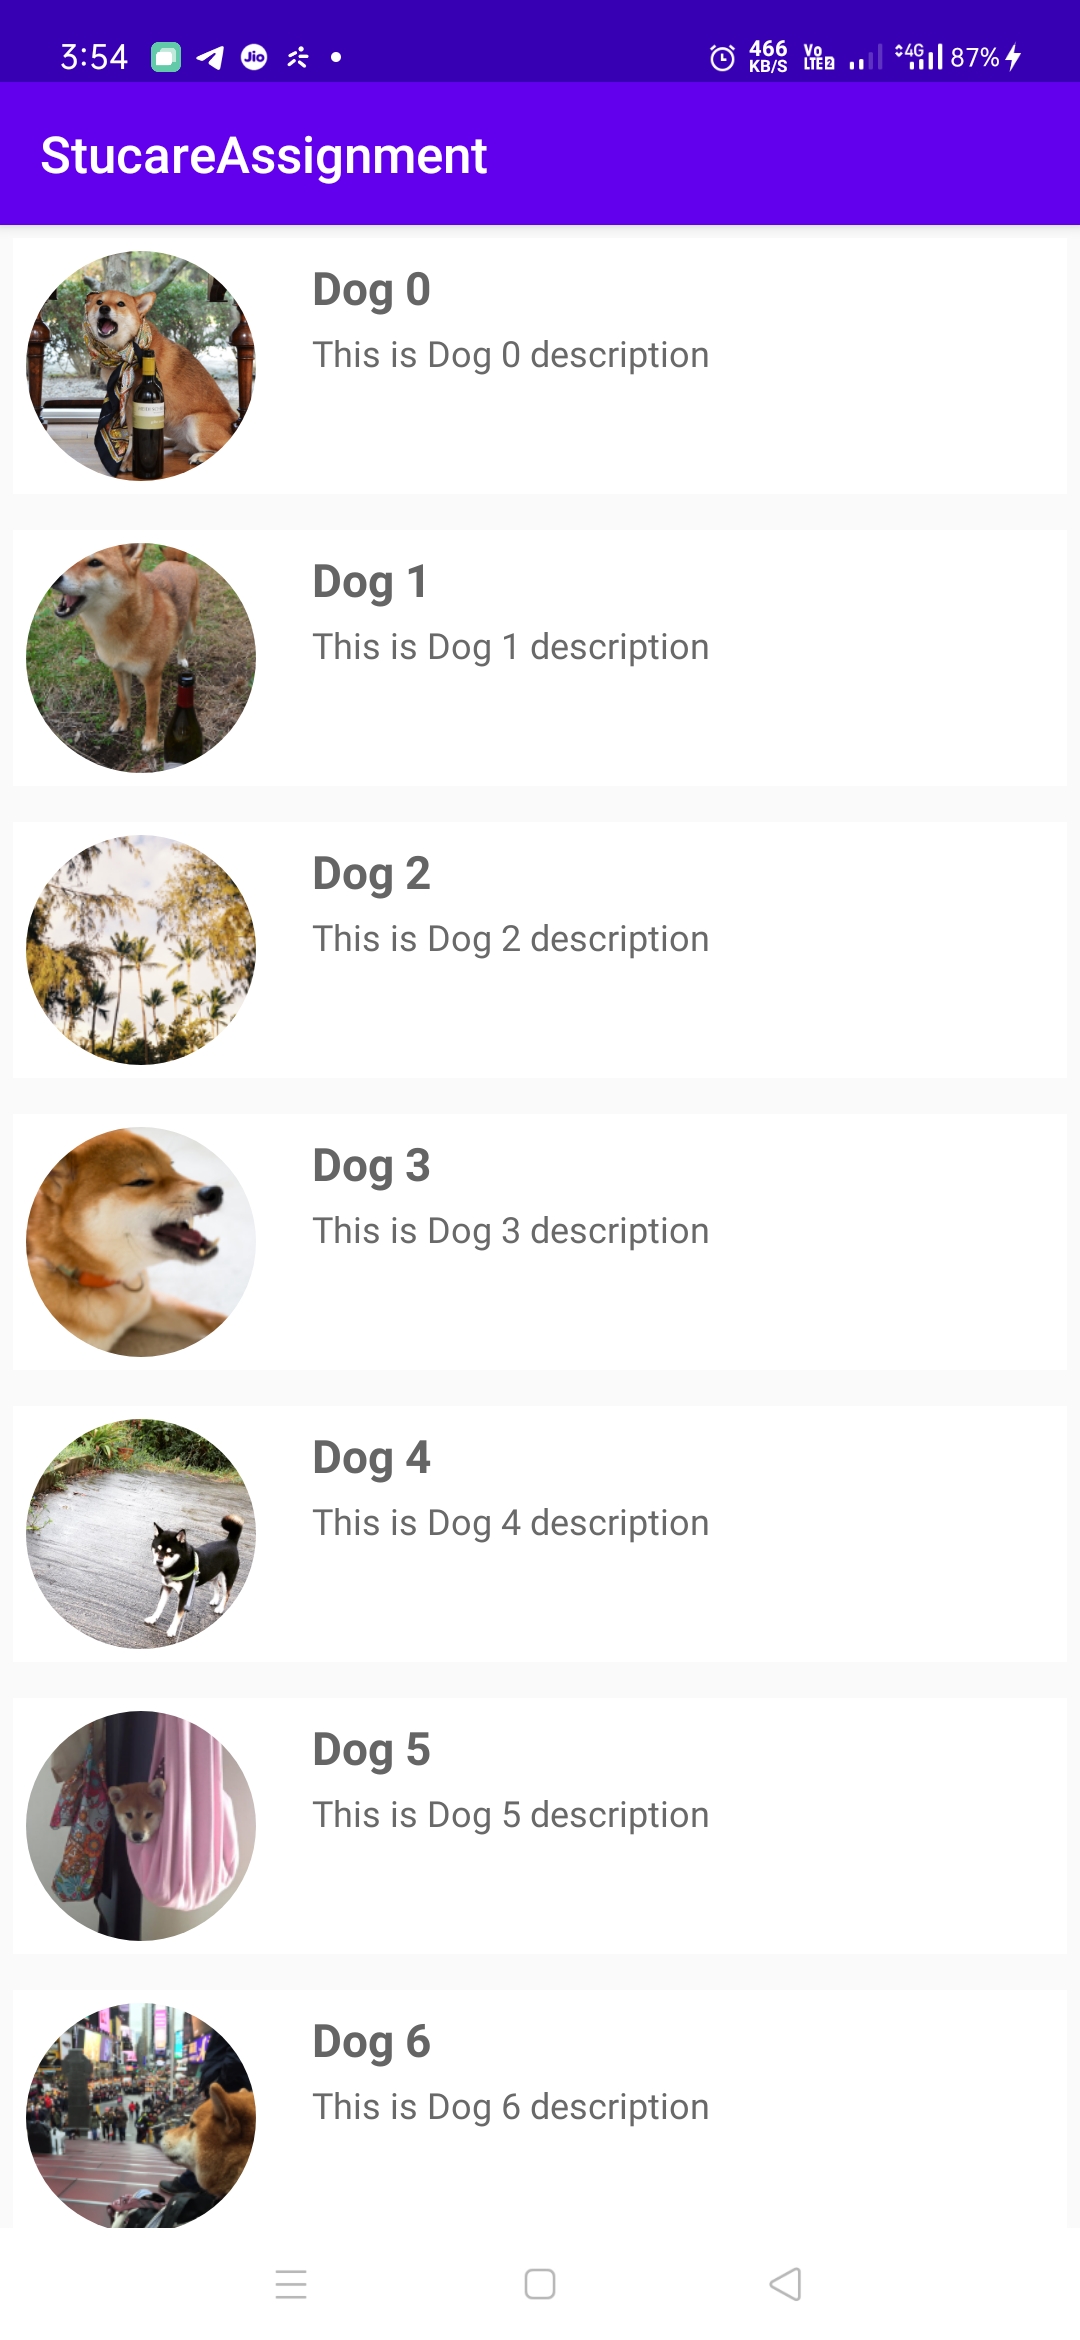 3:54 Jio 466 KB/S Vo LTE2 4G 87%
StucareAssignment
Dog 0
This is Dog 0 description
Dog 1
This is Dog 1 description
Dog 2
This is Dog 2 description
Dog 3
This is Dog 3 description
Dog 4
This is Dog 4 description
Dog 5
This is Dog 5 description
Dog 6
This is Dog 6 description